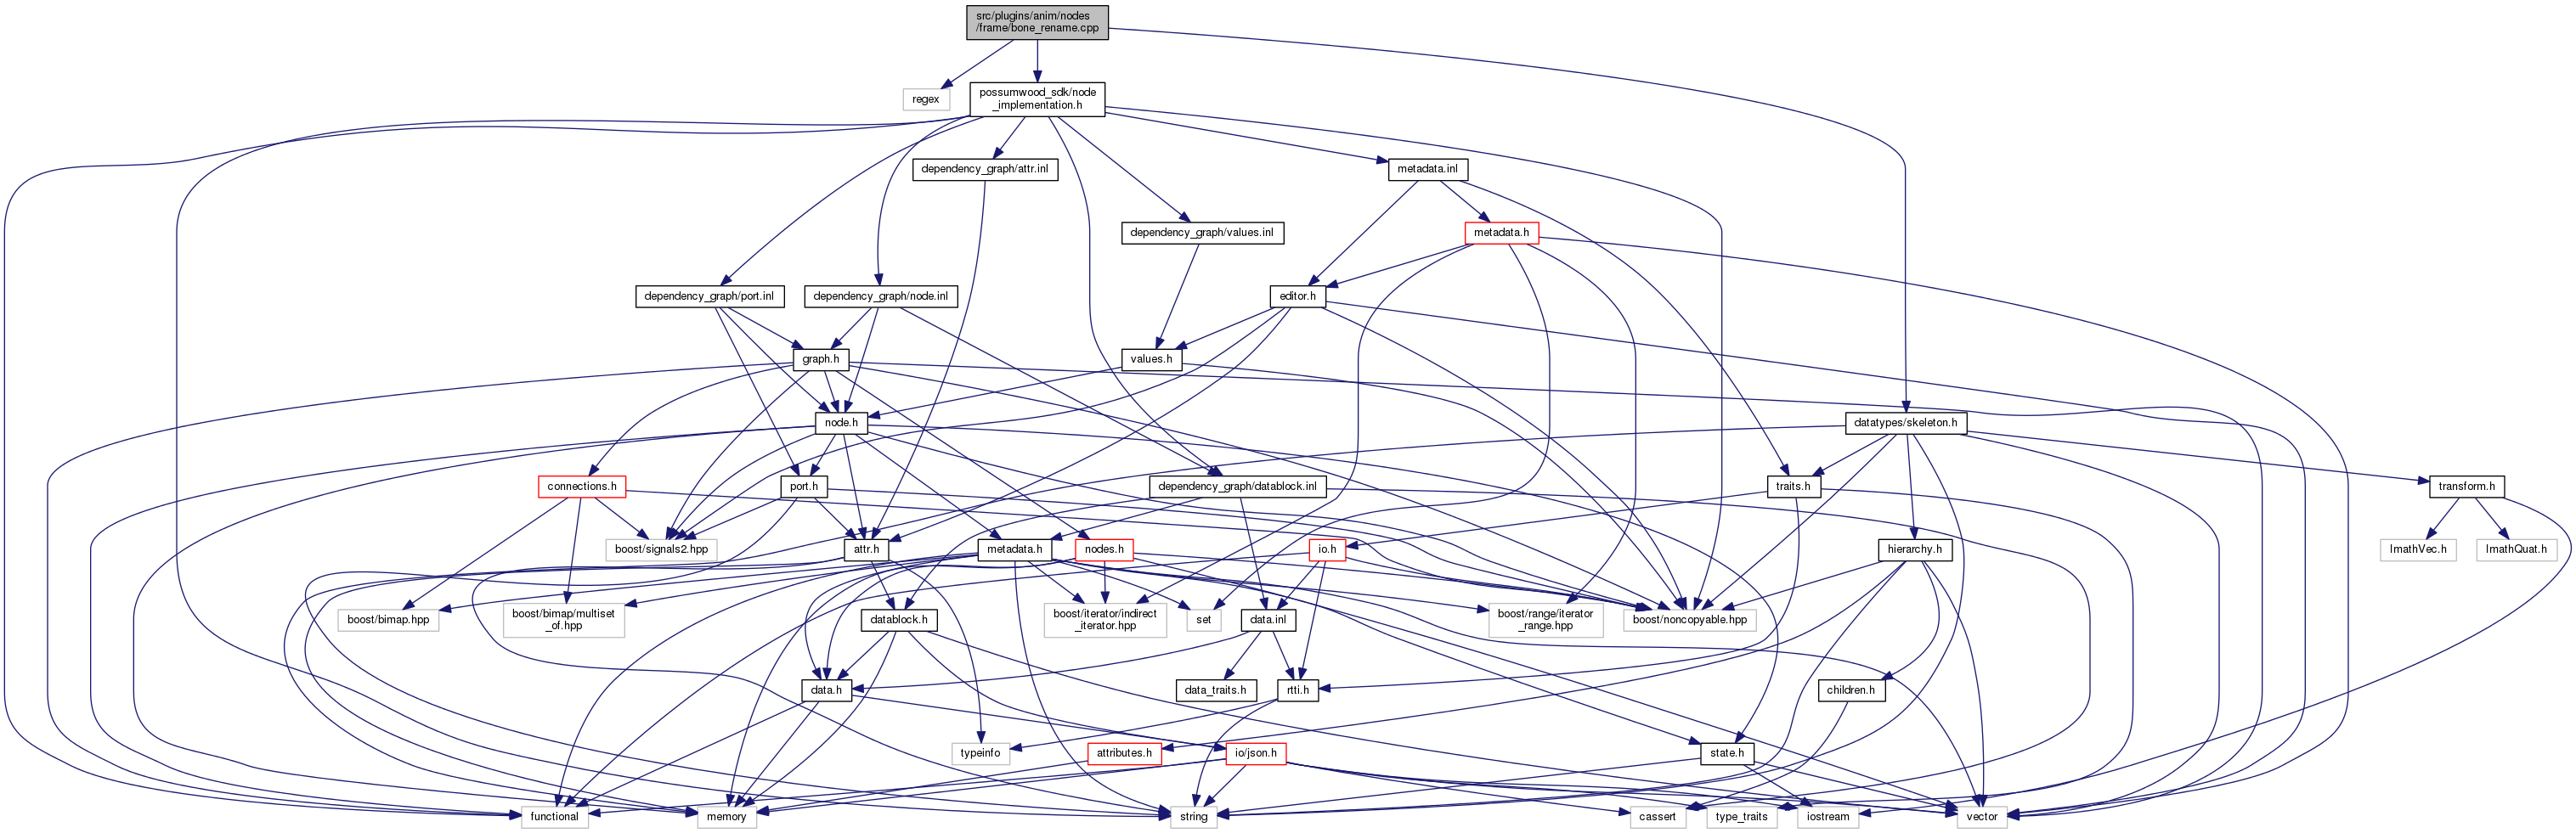 src/plugins/anim/nodes
/frame/bone_rename.cpp
regex
possumwood_sdk/node
_implementation.h
dependency_graph/attr.inl
metadata.inl
dependency_graph/values.inl
metadata.h
dependency_graph/port.inl
dependency_graph/node.inl
editor.h
graph.h
values.h
node.h
datatypes/skeleton.h
connections.h
port.h
dependency_graph/datablock.inl
traits.h
transform.h
boost/signals2.hpp
attr.h
metadata.h
nodes.h
io.h
hierarchy.h
ImathVec.h
ImathQuat.h
boost/bimap.hpp
boost/bimap/multiset
_of.hpp
datablock.h
boost/iterator/indirect
_iterator.hpp
set
data.inl
boost/range/iterator
_range.hpp
boost/noncopyable.hpp
data.h
data_traits.h
rtti.h
children.h
typeinfo
attributes.h
io/json.h
state.h
functional
memory
string
cassert
type_traits
iostream
vector